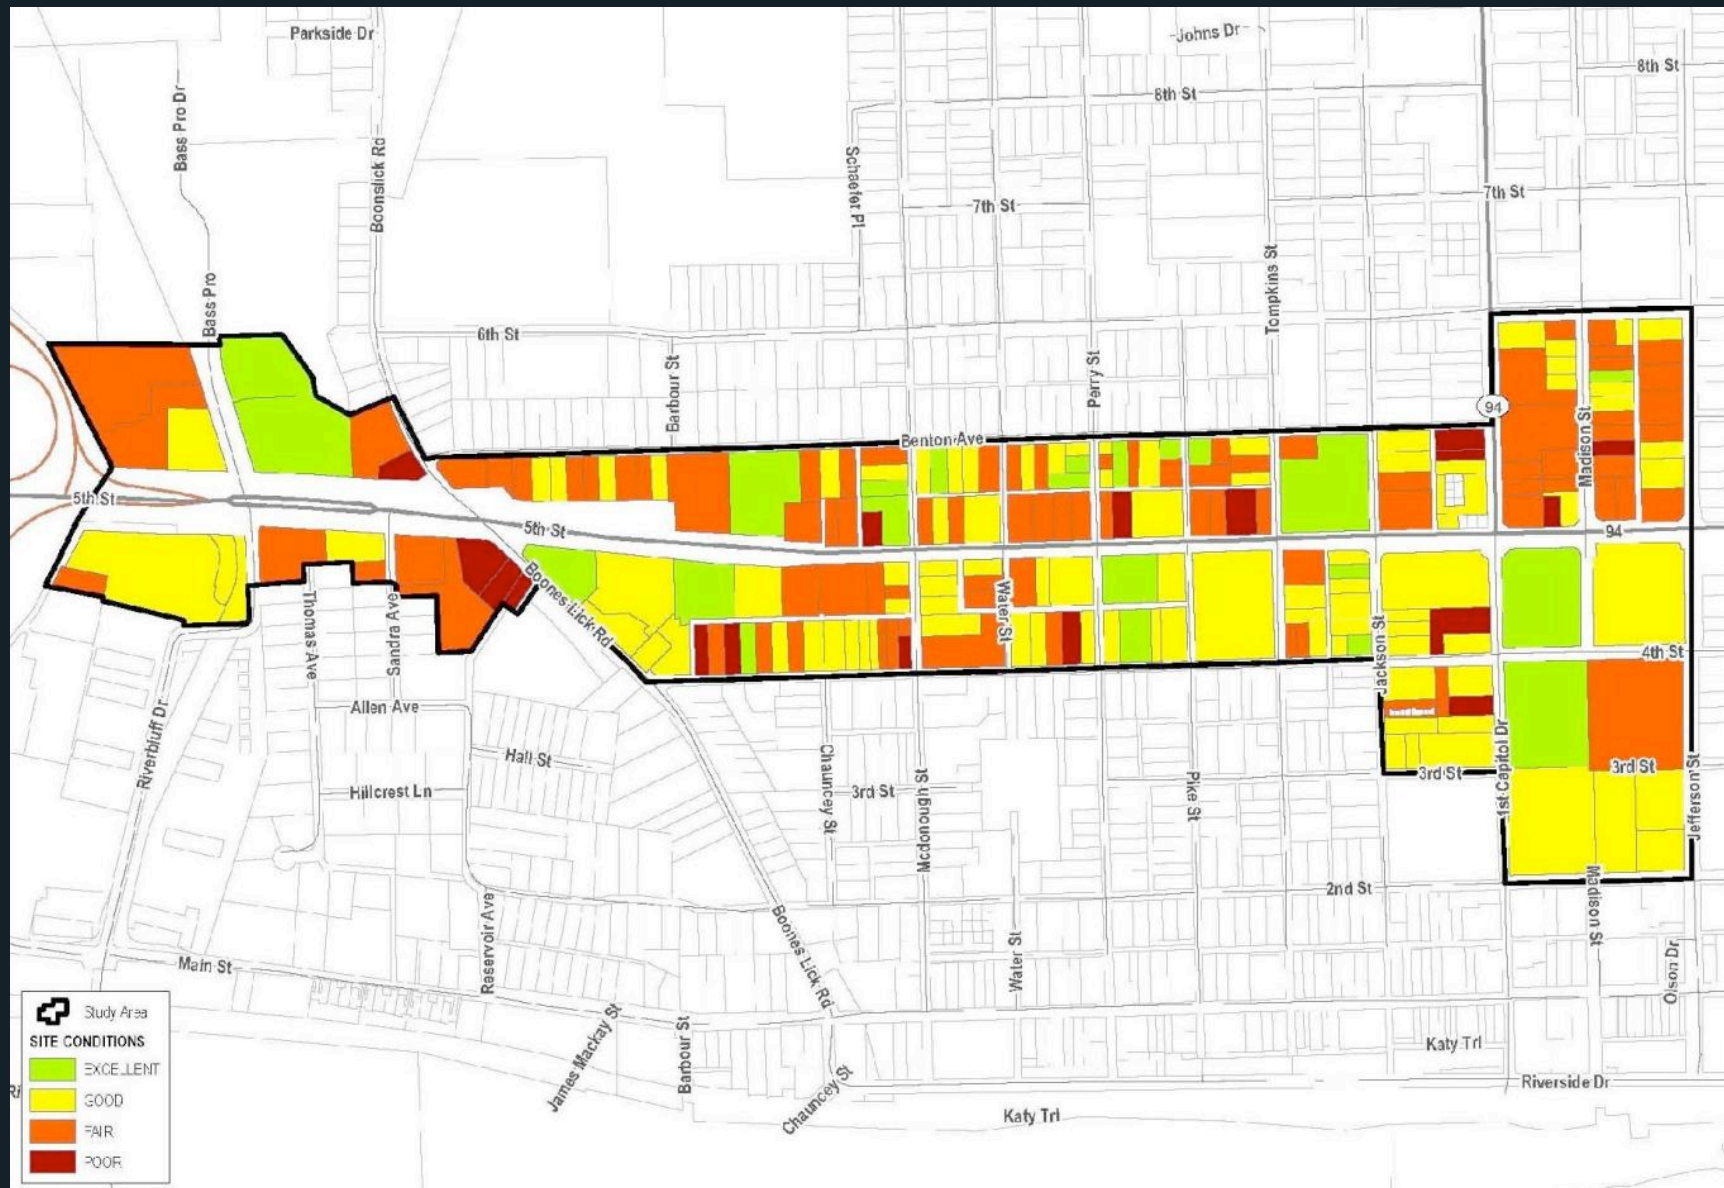 Parkside Dr
Johns Dr
8th St
8th St
Bass Pro Dr
Boonslick Rd
Schaefer Pl
7th St
7th St
Tompkins St
Bass Pro
6th St
Barbour St
Perry St
94
Madison St
Benton Ave
5th St
5th St
94
Boones Lick Rd
Water St
Thomas Ave
Sandra Ave
Jackson St
4th St
Riverbluff Dr
Allen Ave
Hall St
Hillcrest Ln
Chauncey St
3rd St
Mcdonough St
Pike St
3rd St
1st Capitol Dr
3rd St
Jefferson St
2nd St
Madison St
Reservoir Ave
Boones Lick Rd
Water St
Olson Dr
Main St
James Mackay St
Barbour St
Chauncey St
Katy Trl
Riverside Dr
Katy Trl
Study Area
SITE CONDITIONS
EXCELLENT
GOOD
FAIR
POOR